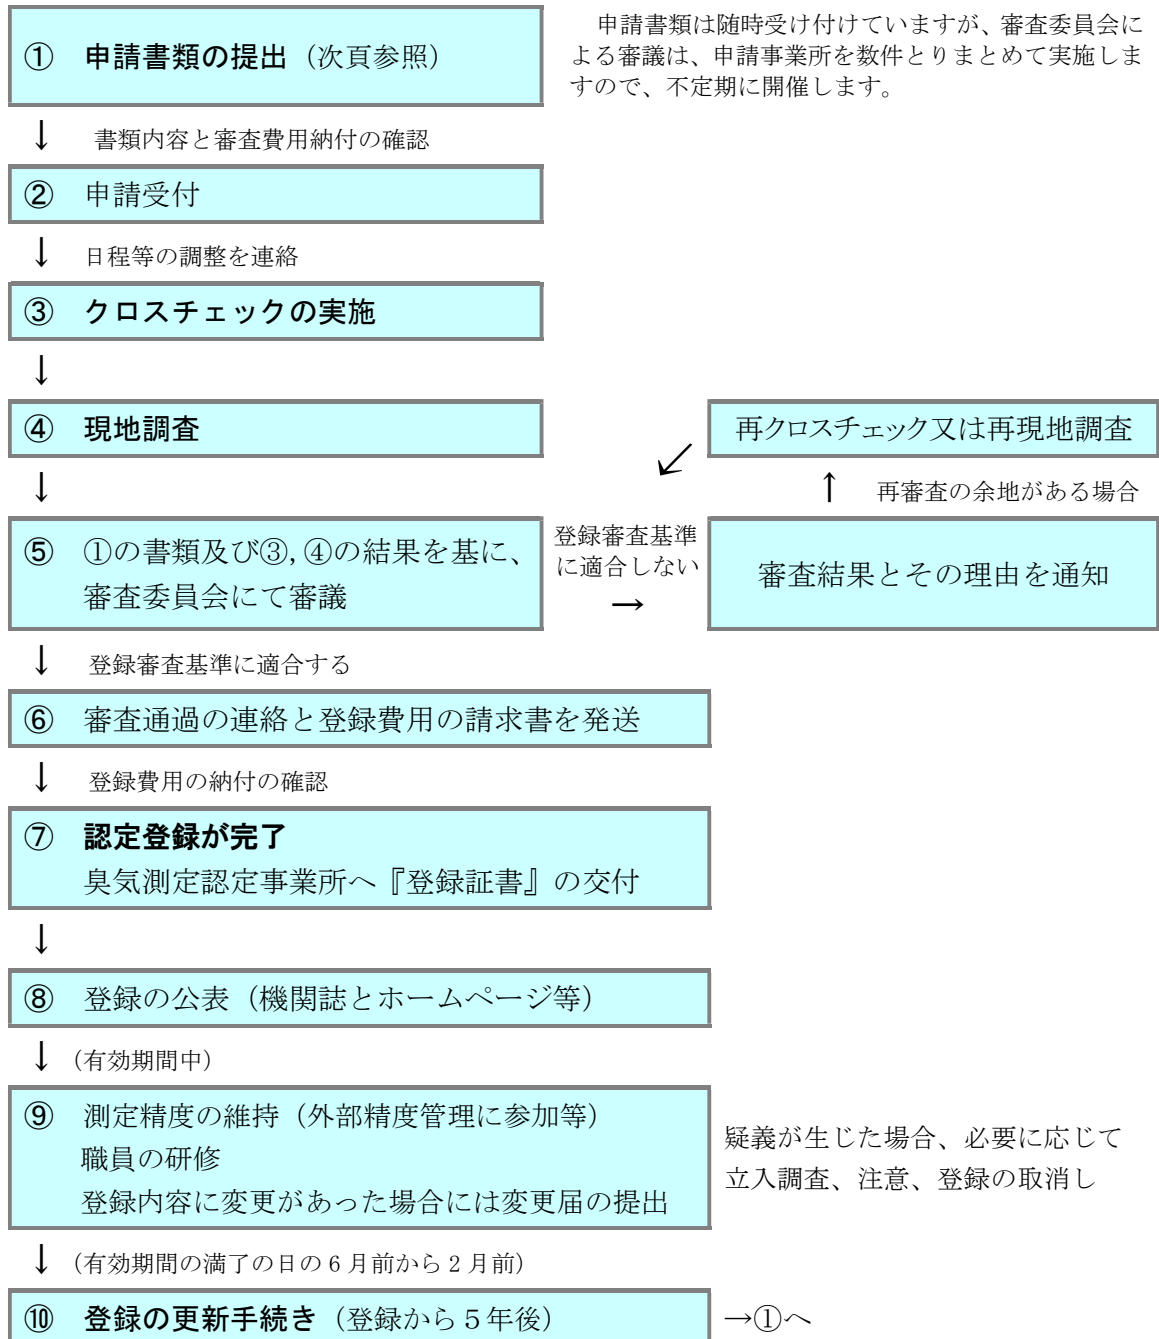 ① 申請書類の提出（次頁参照）
申請書類は随時受け付けていますが、審査委員会に
よる審議は、申請事業所を数件とりまとめて実施しま
すので、不定期に開催します。
↓ 書類内容と審査費用納付の確認
② 申請受付
↓ 日程等の調整を連絡
③ クロスチェックの実施
↓
④ 現地調査
再クロスチェック又は再現地調査
↙
↓
↑ 再審査の余地がある場合
⑤ ①の書類及び③,④の結果を基に、
審査委員会にて審議
登録審査基準
に適合しない
→
審査結果とその理由を通知
↓ 登録審査基準に適合する
⑥ 審査通過の連絡と登録費用の請求書を発送
↓ 登録費用の納付の確認
⑦ 認定登録が完了
臭気測定認定事業所へ『登録証書』の交付
↓
⑧ 登録の公表（機関誌とホームページ等）
↓（有効期間中）
⑨ 測定精度の維持（外部精度管理に参加等）
職員の研修
登録内容に変更があった場合には変更届の提出
疑義が生じた場合、必要に応じて
立入調査、注意、登録の取消し
↓（有効期間の満了の日の6月前から2月前）
⑩ 登録の更新手続き（登録から５年後）
→①へ